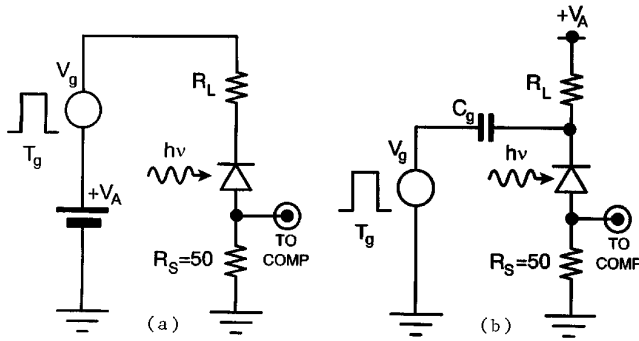 V_g
T_g
+V_A
R_L
hν
R_S=50
TO
COMP
(a)
+V_A
R_L
C_g
V_g
T_g
hν
R_S=50
TO
COMP
(b)